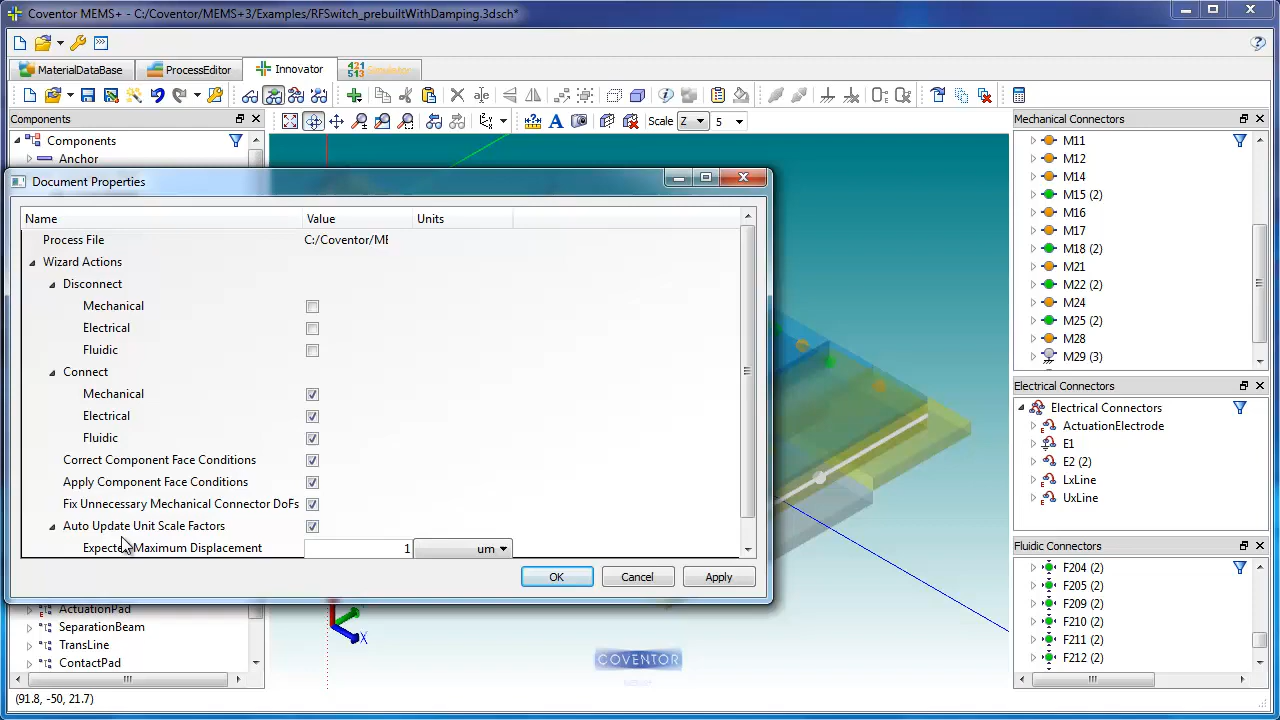 Coventor MEMS+ - C:/Coventor/MEMS+3/Examples/RFSwitch_prebuiltWithDamping.3dsch*
MaterialDataBase
ProcessEditor
Innovator
Simulator
Scale Z 5
Components
Components
Anchor
Document Properties
Name Value Units
Process File C:/Coventor/ME
Wizard Actions
Disconnect
Mechanical
Electrical
Fluidic
Connect
Mechanical
Electrical
Fluidic
Correct Component Face Conditions
Apply Component Face Conditions
Fix Unnecessary Mechanical Connector DoFs
Auto Update Unit Scale Factors
Expected Maximum Displacement 1 um
OK Cancel Apply
ActuationPad
SeparationBeam
TransLine
ContactPad
X
COVENTOR
Mechanical Connectors
M11
M12
M14
M15 (2)
M16
M17
M18 (2)
M21
M22 (2)
M24
M25 (2)
M28
M29 (3)
Electrical Connectors
Electrical Connectors
ActuationElectrode
E1
E2 (2)
LxLine
UxLine
Fluidic Connectors
F204 (2)
F205 (2)
F209 (2)
F210 (2)
F211 (2)
F212 (2)
(91.8, -50, 21.7)